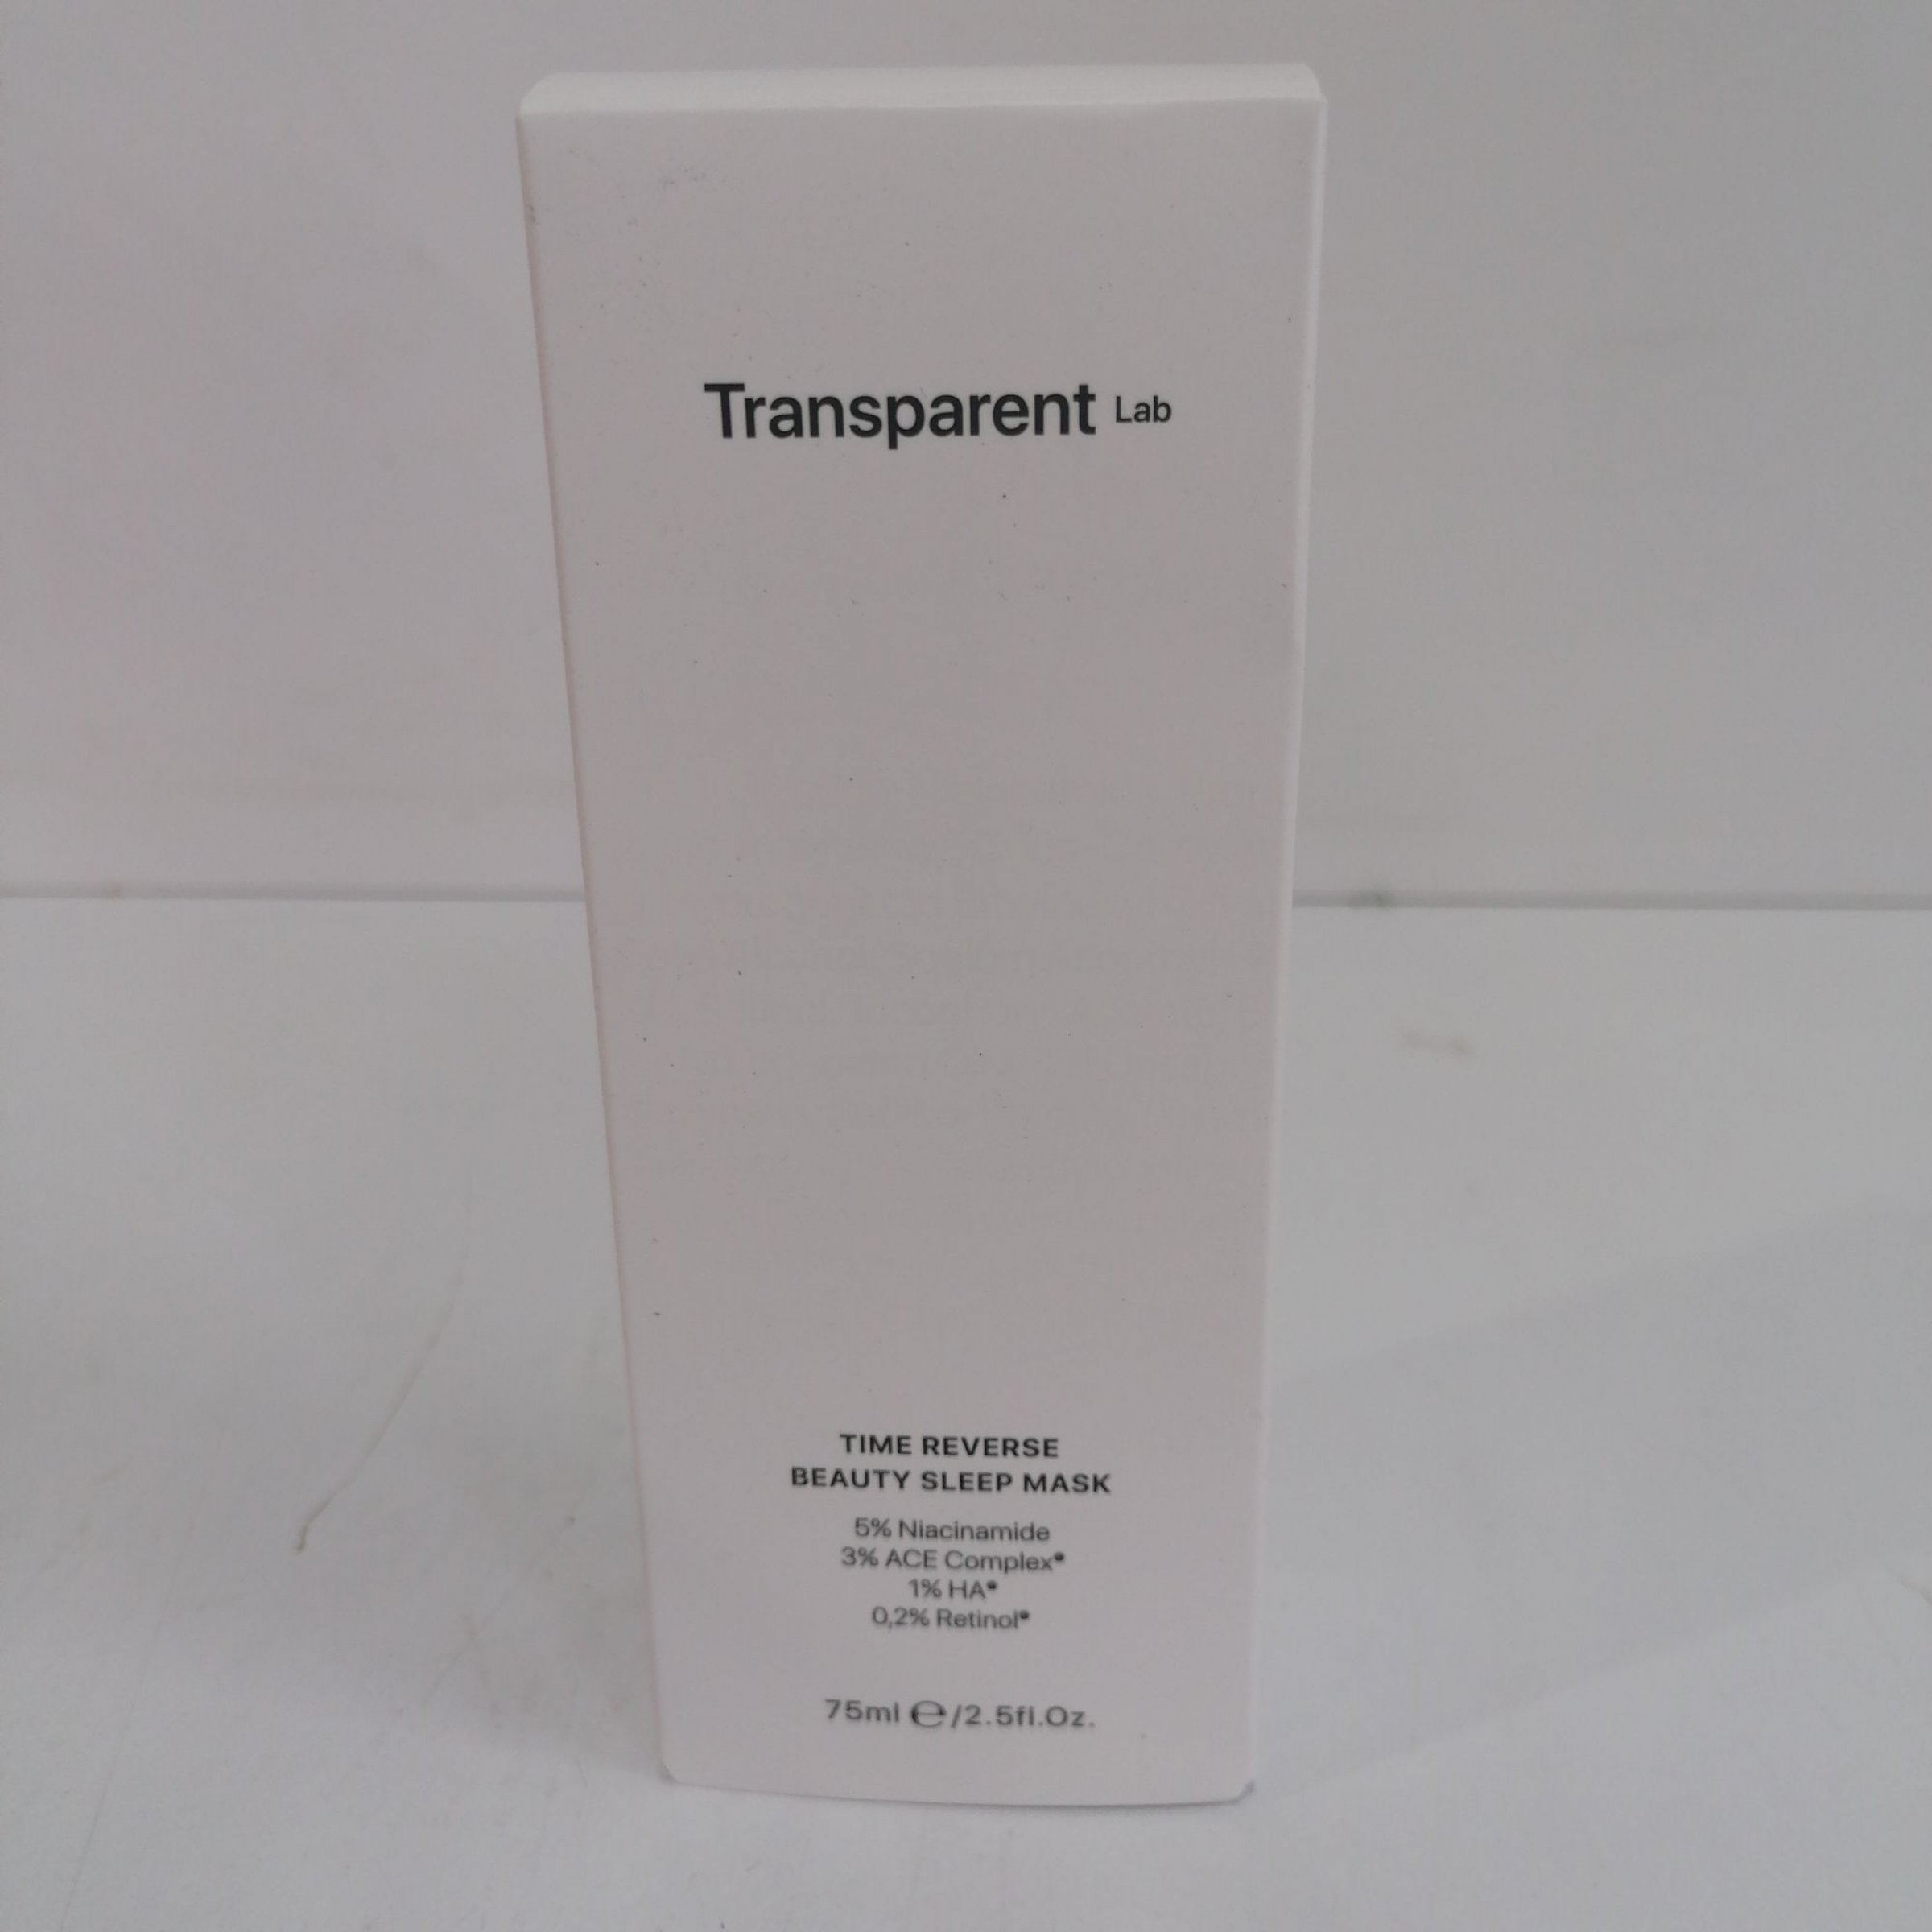 Transparent Lab
TIME REVERSE
BEAUTY SLEEP MASK
5% Niacinamide
3% ACE Complex®
1% HA®
0,2% Retinol®
75ml ℮/2.5fl.Oz.